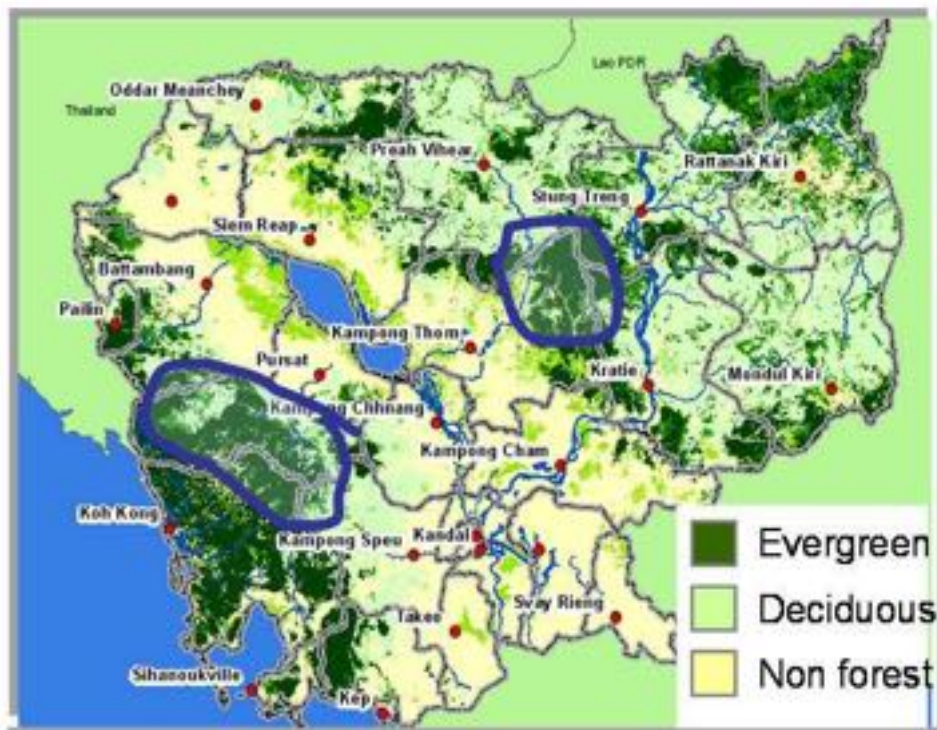 Lao PDR
Oddar Meanchey
Thailand
Preah Vihear
Rattanak Kiri
Stung Treng
Siem Reap
Battambang
Pailin
Kampong Thom
Pursat
Kratie
Mondul Kiri
Kampong Chhnang
Kampong Cham
Koh Kong
Kampong Speu
Kandal
Evergreen
Deciduous
Svay Rieng
Takeo
Non forest
Sihanoukville
Kep